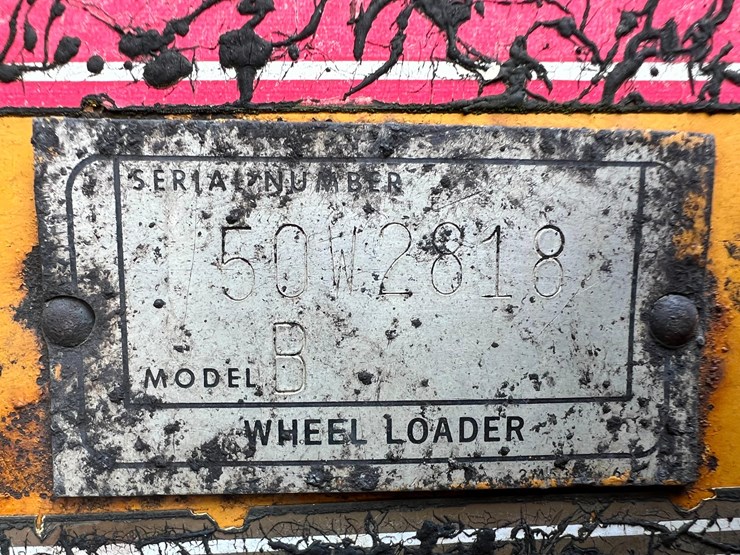 SERIAL NUMBER
50W2818
MODEL B
WHEEL LOADER